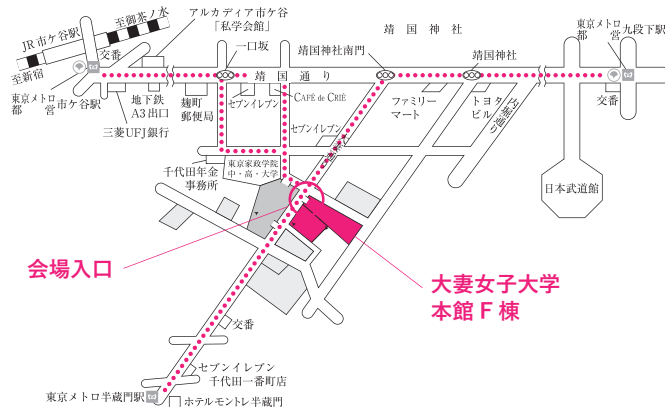 至御茶ノ水
アルカディア市ケ谷
「私学会館」
JR市ケ谷駅
交番
至新宿
一口坂
靖国神社
靖国神社南門
靖国神社
東京メトロ
都営
九段下駅
靖国通り
東京メトロ
都営
市ケ谷駅
地下鉄
A3出口
三菱UFJ銀行
麹町
郵便局
セブンイレブン
CAFÉ de CRIÉ
セブンイレブン
ファミリー
マート
トヨタ
ビル
内堀通り
交番
日本武道館
千代田年金
事務所
東京家政学院
中・高・大学
会場入口
大妻女子大学
本館F棟
交番
セブンイレブン
千代田一番町店
東京メトロ半蔵門駅
ホテルモントレ半蔵門